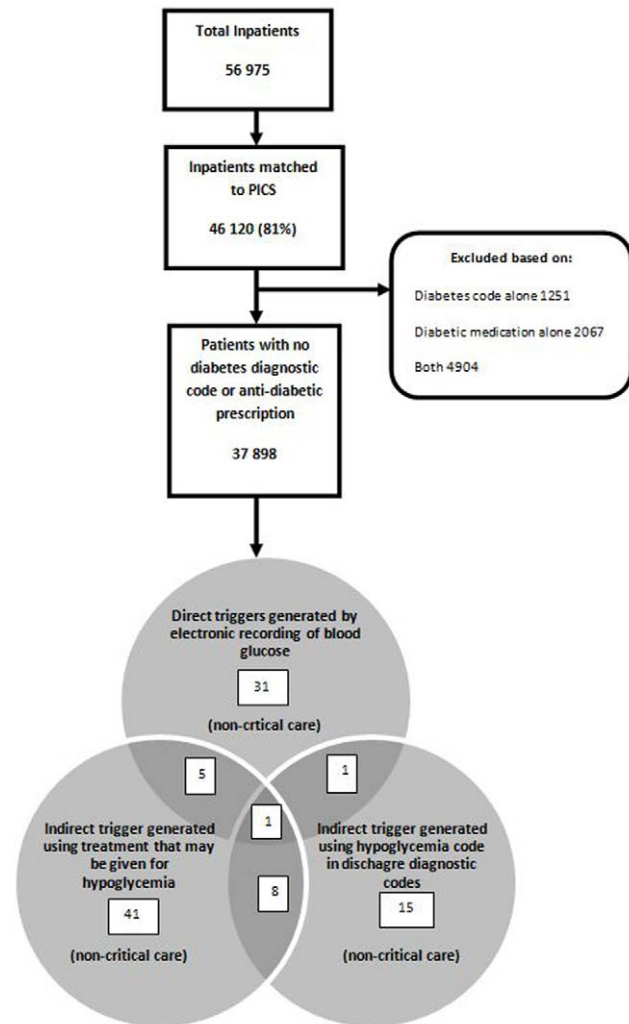 Total Inpatients
56 975
Inpatients matched
to PICS
46 120 (81%)
Excluded based on:
Diabetes code alone 1251
Diabetic medication alone 2067
Both 4904
Patients with no
diabetes diagnostic
code or anti-diabetic
prescription
37 898
Direct triggers generated by
electronic recording of blood
glucose
31
(non-crtical care)
5
1
1
Indirect trigger generated
using treatment that may
be given for
hypoglycemia
41
(non-critical care)
8
Indirect trigger generated
using hypoglycemia code
in dischagre diagnostic
codes
15
(non-critical care)